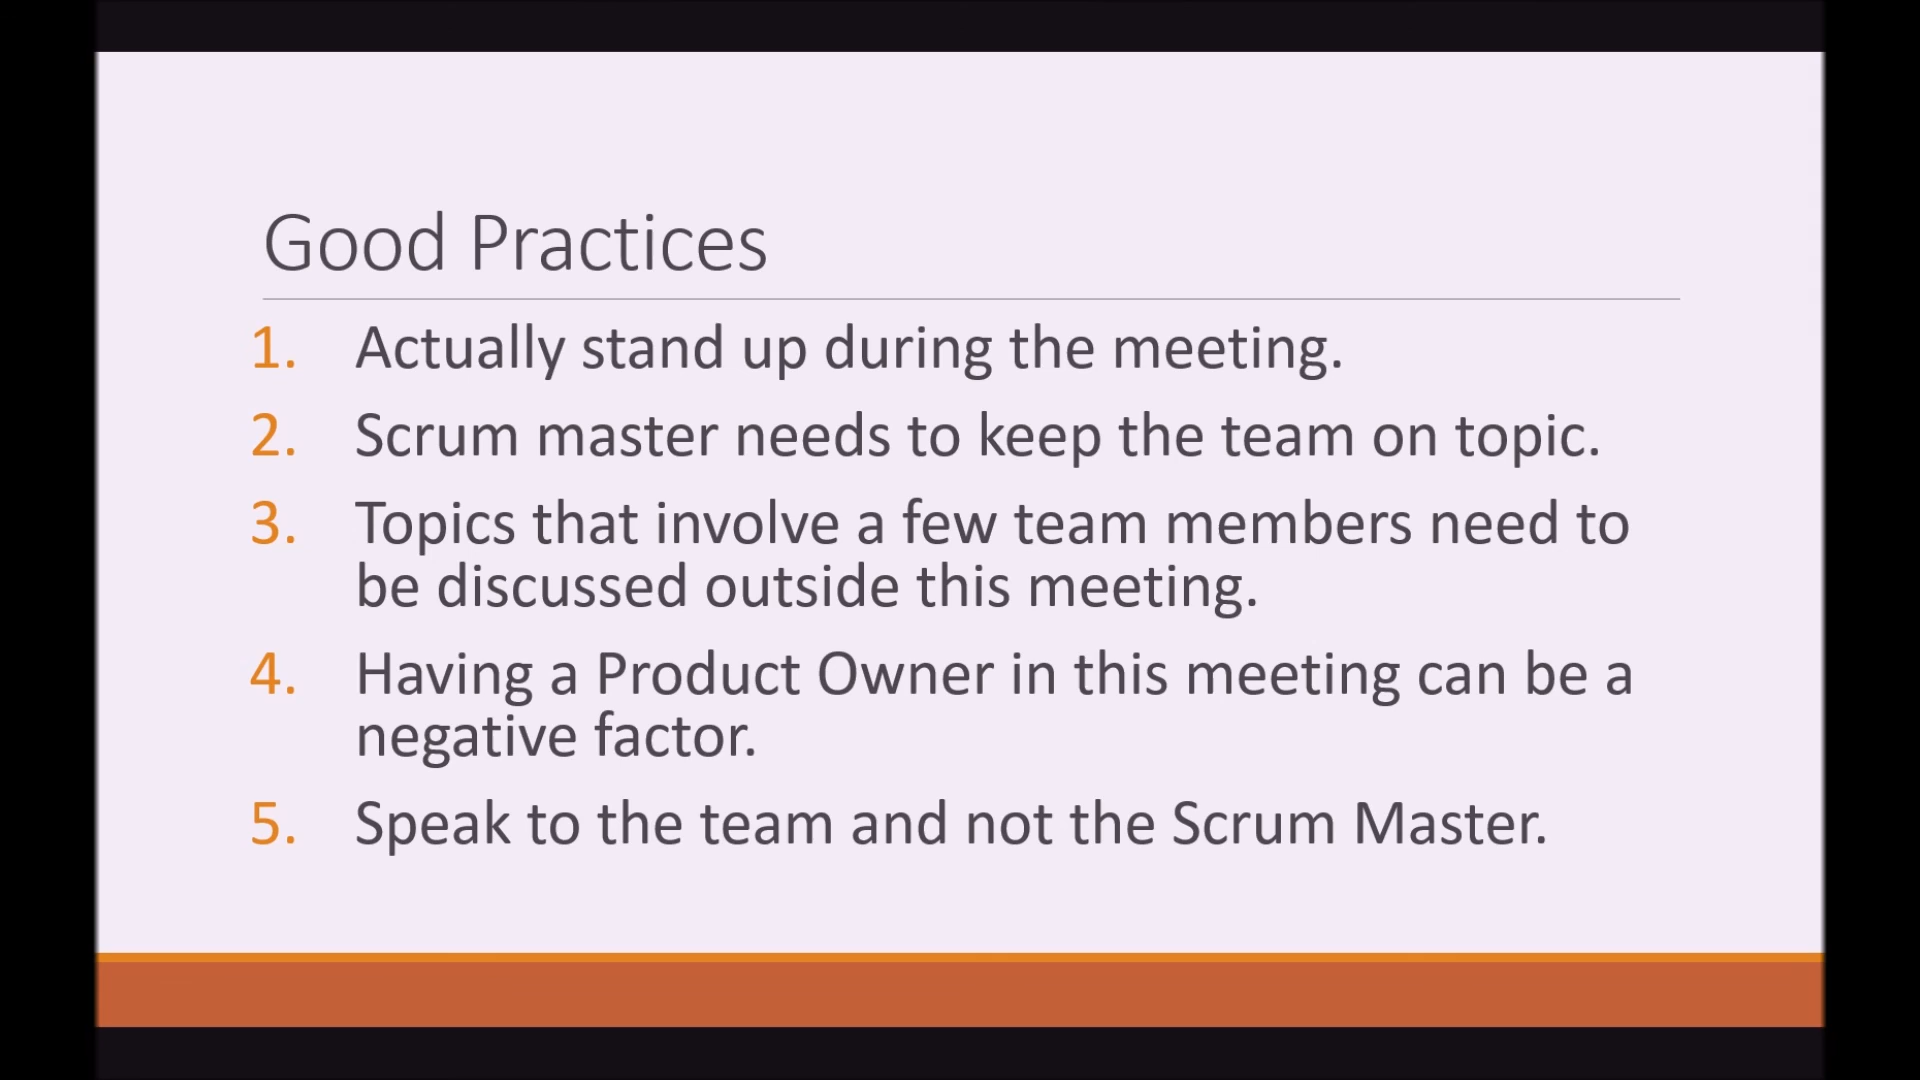 Good Practices
1. Actually stand up during the meeting.
2. Scrum master needs to keep the team on topic.
3. Topics that involve a few team members need to
be discussed outside this meeting.
4. Having a Product Owner in this meeting can be a
negative factor.
5. Speak to the team and not the Scrum Master.